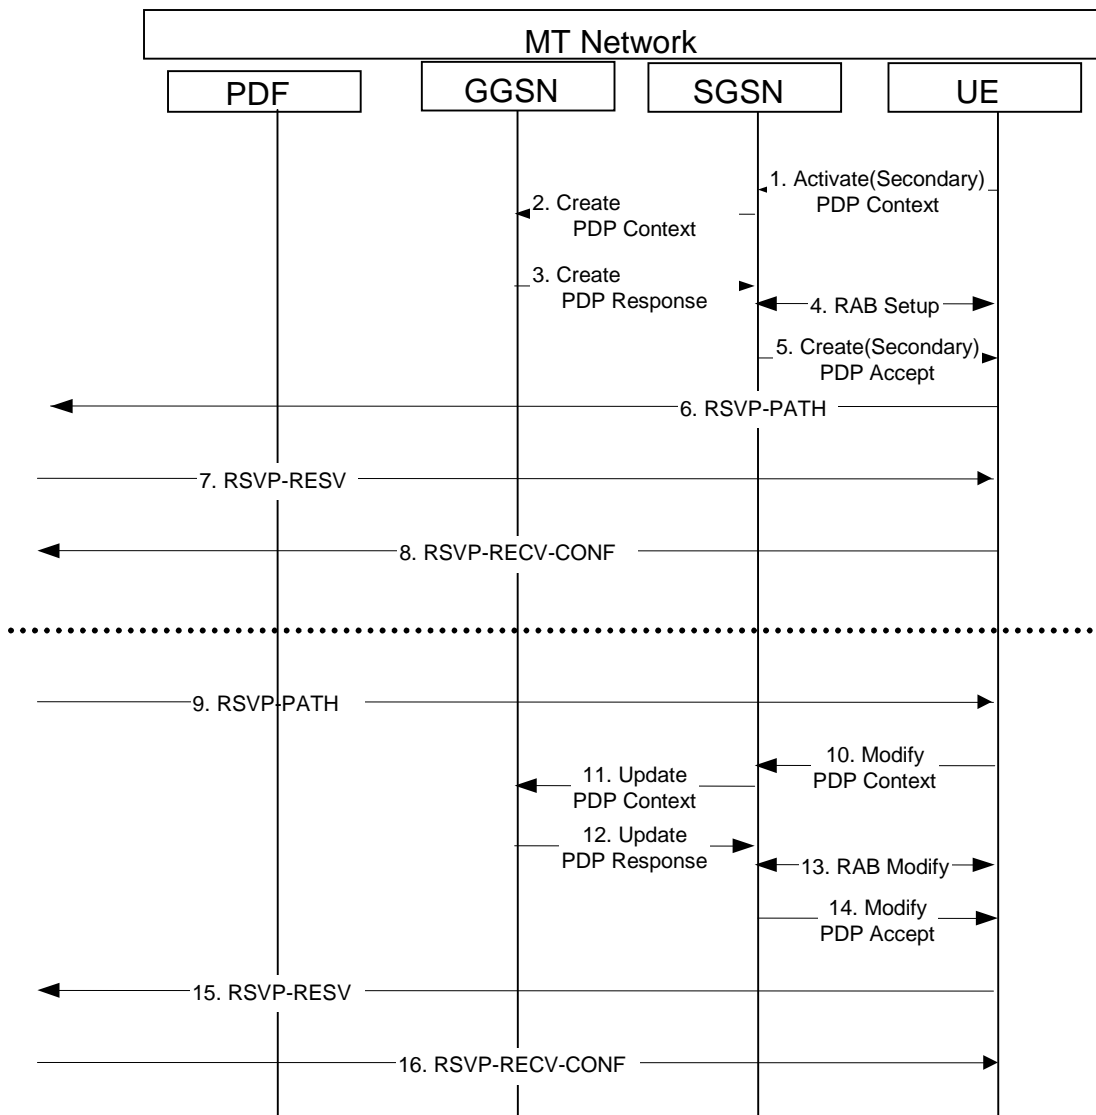 MT Network
PDF
GGSN
SGSN
UE
1. Activate(Secondary)
PDP Context
2. Create
PDP Context
3. Create
PDP Response
4. RAB Setup
5. Create(Secondary)
PDP Accept
6. RSVP-PATH
7. RSVP-RESV
8. RSVP-RECV-CONF
9. RSVP-PATH
10. Modify
PDP Context
11. Update
PDP Context
12. Update
PDP Response
13. RAB Modify
14. Modify
PDP Accept
15. RSVP-RESV
16. RSVP-RECV-CONF